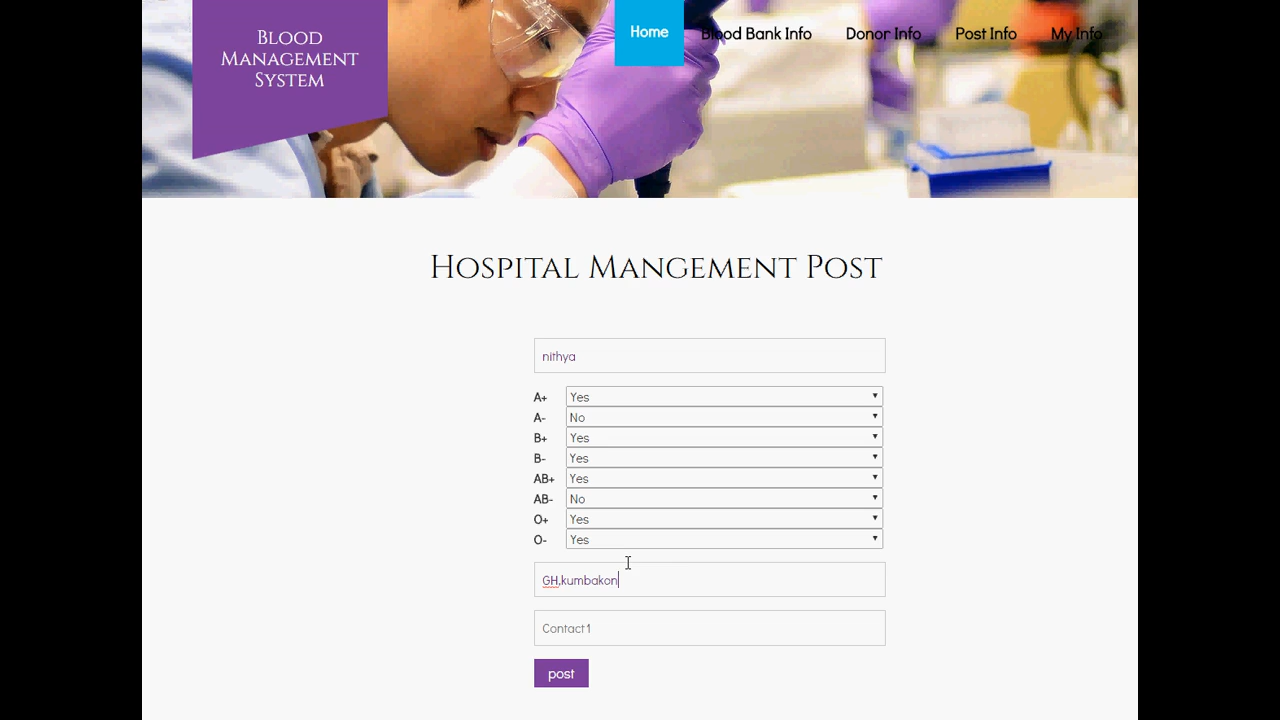 Blood
Management
System
Home
Blood Bank Info
Donor Info
Post Info
My Info
Hospital Mangement Post
nithya
A+ Yes
A- No
B+ Yes
B- Yes
AB+ Yes
AB- No
O+ Yes
O- Yes
GH,kumbakon
Contact1
post